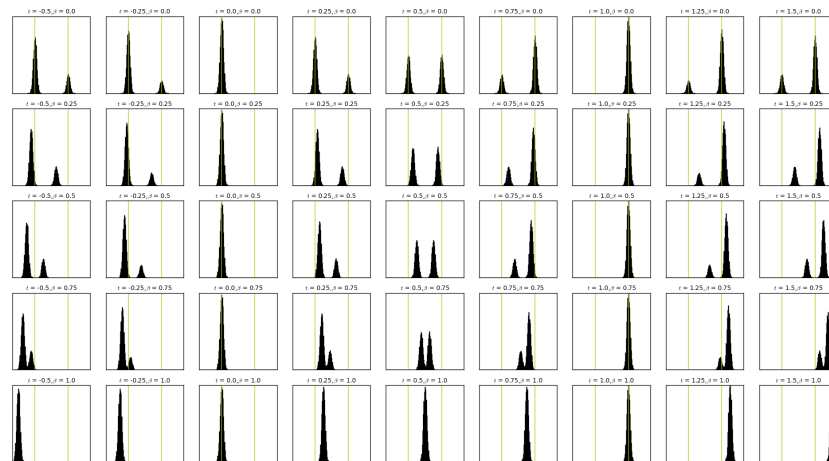 t = -0.5,β = 0.0
t = -0.25,β = 0.0
t = 0.0,β = 0.0
t = 0.25,β = 0.0
t = 0.5,β = 0.0
t = 0.75,β = 0.0
t = 1.0,β = 0.0
t = 1.25,β = 0.0
t = 1.5,β = 0.0
t = -0.5,β = 0.25
t = -0.25,β = 0.25
t = 0.0,β = 0.25
t = 0.25,β = 0.25
t = 0.5,β = 0.25
t = 0.75,β = 0.25
t = 1.0,β = 0.25
t = 1.25,β = 0.25
t = 1.5,β = 0.25
t = -0.5,β = 0.5
t = -0.25,β = 0.5
t = 0.0,β = 0.5
t = 0.25,β = 0.5
t = 0.5,β = 0.5
t = 0.75,β = 0.5
t = 1.0,β = 0.5
t = 1.25,β = 0.5
t = 1.5,β = 0.5
t = -0.5,β = 0.75
t = -0.25,β = 0.75
t = 0.0,β = 0.75
t = 0.25,β = 0.75
t = 0.5,β = 0.75
t = 0.75,β = 0.75
t = 1.0,β = 0.75
t = 1.25,β = 0.75
t = 1.5,β = 0.75
t = -0.5,β = 1.0
t = -0.25,β = 1.0
t = 0.0,β = 1.0
t = 0.25,β = 1.0
t = 0.5,β = 1.0
t = 0.75,β = 1.0
t = 1.0,β = 1.0
t = 1.25,β = 1.0
t = 1.5,β = 1.0